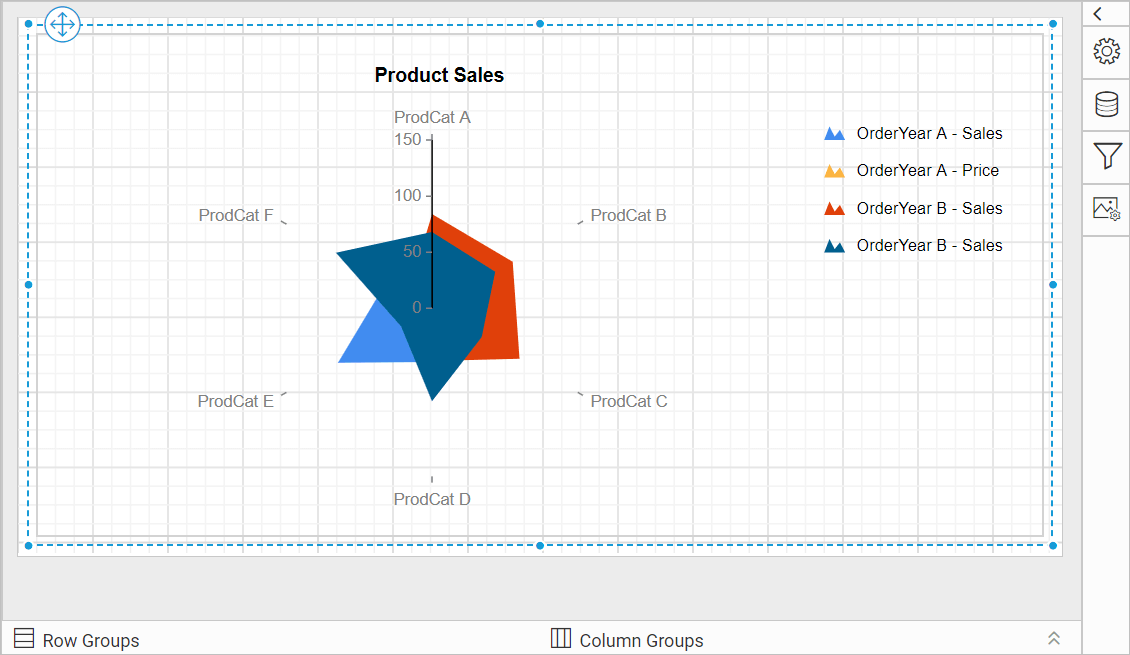 Product Sales
ProdCat A
150
100
50
0
ProdCat F
ProdCat B
ProdCat E
ProdCat C
ProdCat D
OrderYear A - Sales
OrderYear A - Price
OrderYear B - Sales
OrderYear B - Sales
Row Groups
Column Groups